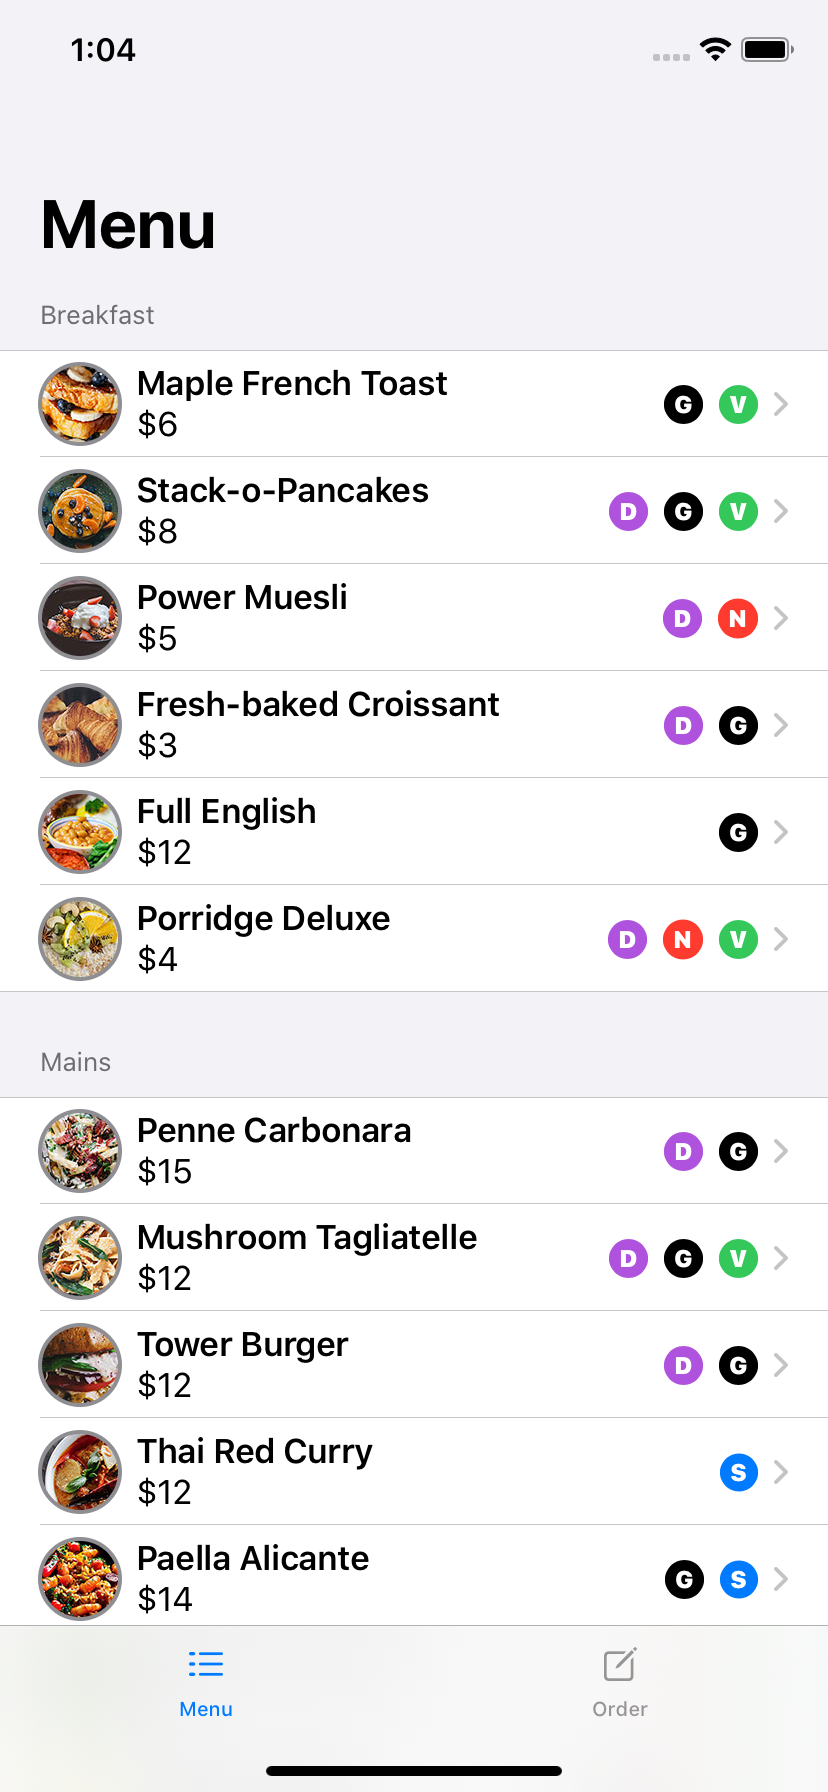 1:04
Menu
Breakfast
Maple French Toast
$6
G V
Stack-o-Pancakes
$8
D G V
Power Muesli
$5
D N
Fresh-baked Croissant
$3
D G
Full English
$12
G
Porridge Deluxe
$4
D N V
Mains
Penne Carbonara
$15
D G
Mushroom Tagliatelle
$12
D G V
Tower Burger
$12
D G
Thai Red Curry
$12
S
Paella Alicante
$14
G S
Menu
Order